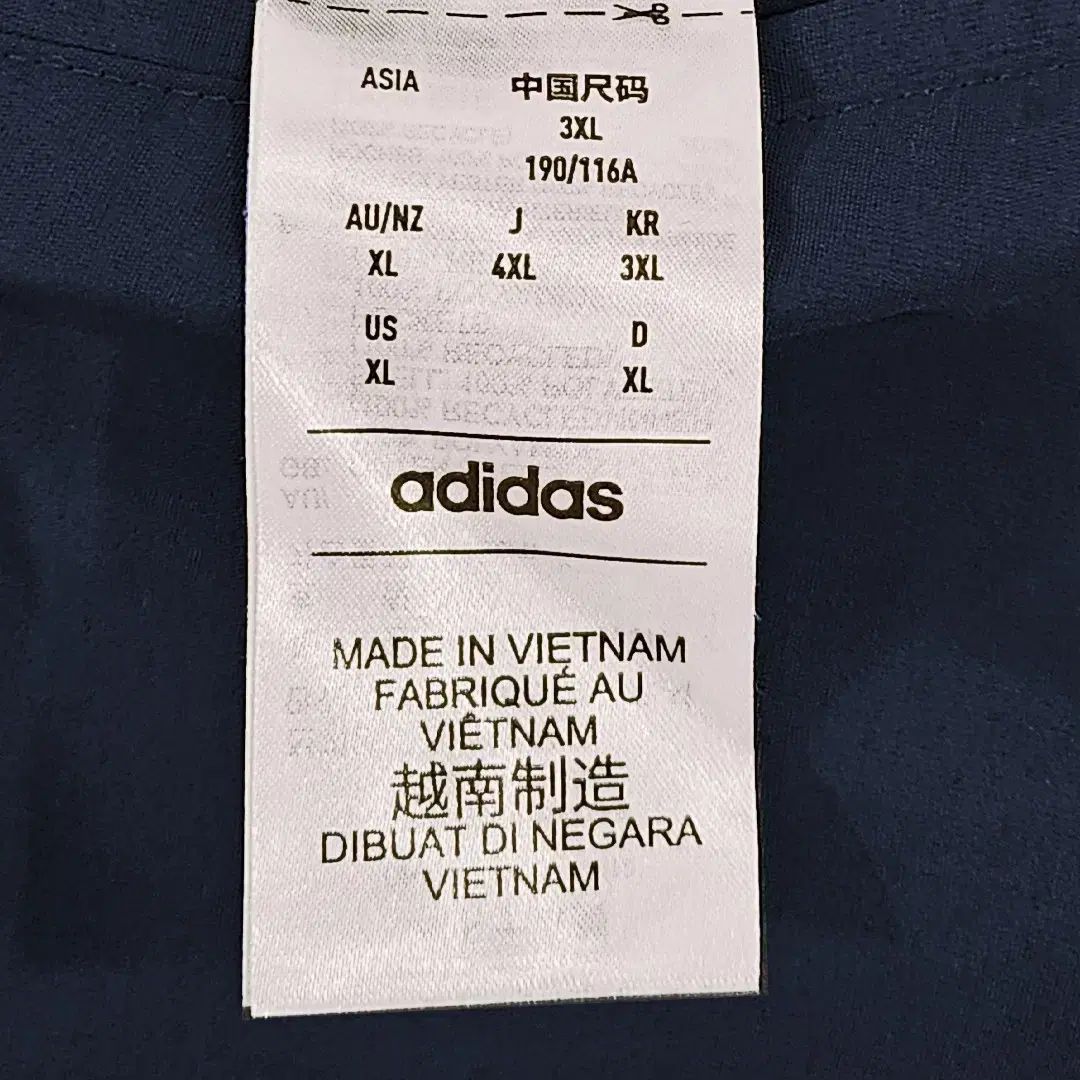 ASIA 中国尺码
3XL
190/116A
AU/NZ J KR
XL 4XL 3XL
US D
XL XL
adidas
MADE IN VIETNAM
FABRIQUÉ AU
VIÊTNAM
越南制造
DIBUAT DI NEGARA
VIETNAM